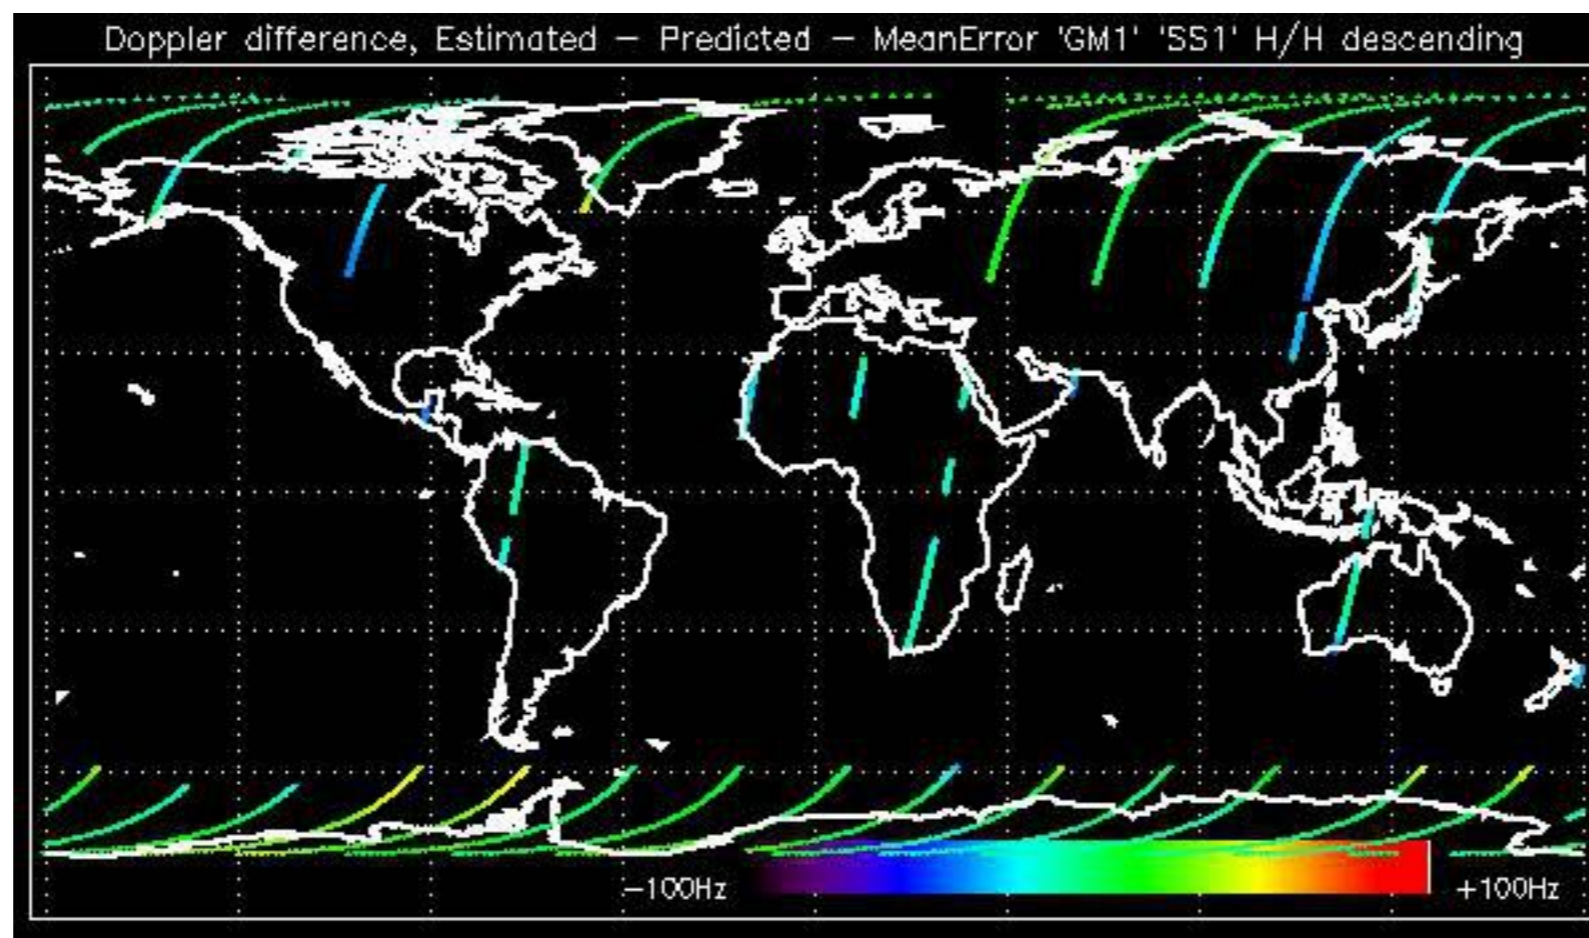 Doppler difference, Estimated – Predicted – MeanError 'GM1' 'SS1' H/H descending
–100Hz
+100Hz